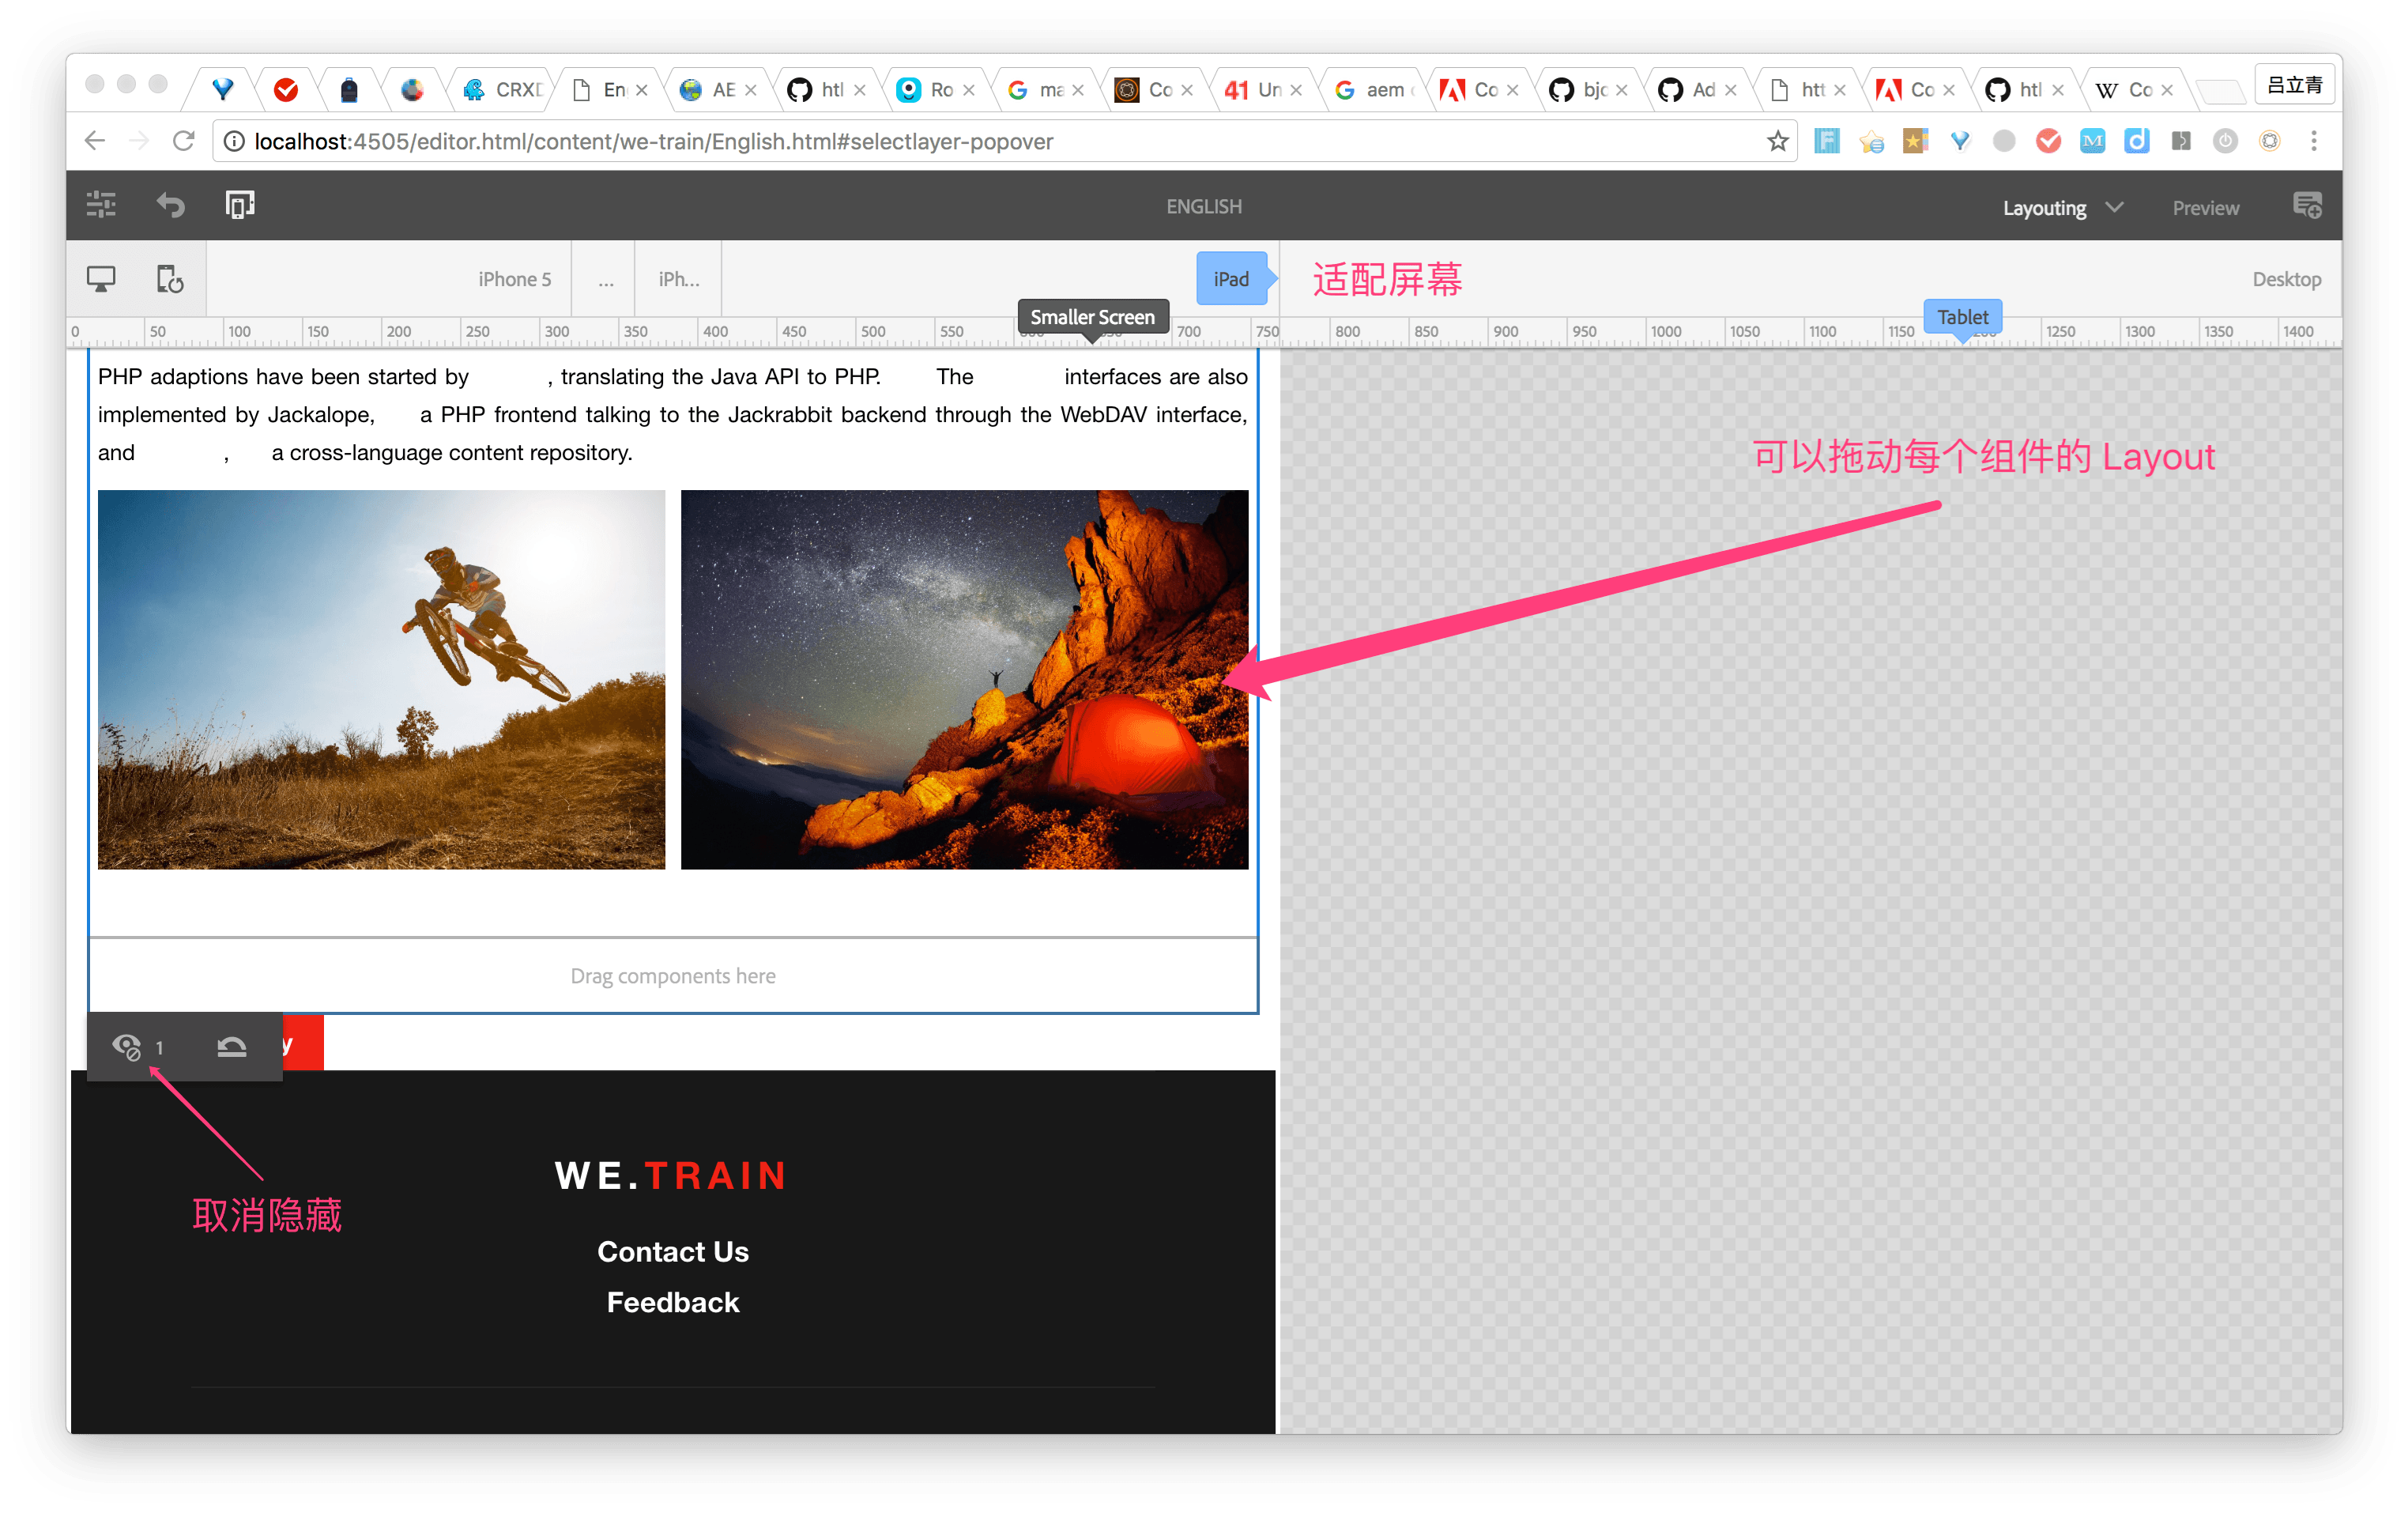 CRXD
En
AE
htl
Ro
ma
Co
41 Un
aem
Co
bjc
Ad
htt
Co
htl
W Co
吕立青
localhost:4505/editor.html/content/we-train/English.html#selectlayer-popover
ENGLISH
Layouting
Preview
iPhone 5
...
iPh...
iPad
适配屏幕
Desktop
Smaller Screen
Tablet
0 50 100 150 200 250 300 350 400 450 500 550 700 750 800 850 900 950 1000 1050 1100 1150 1250 1300 1350 1400
PHP adaptions have been started by , translating the Java API to PHP. The interfaces are also
implemented by Jackalope, a PHP frontend talking to the Jackrabbit backend through the WebDAV interface,
and , a cross-language content repository.
可以拖动每个组件的 Layout
Drag components here
1
y
取消隐藏
WE.TRAIN
Contact Us
Feedback